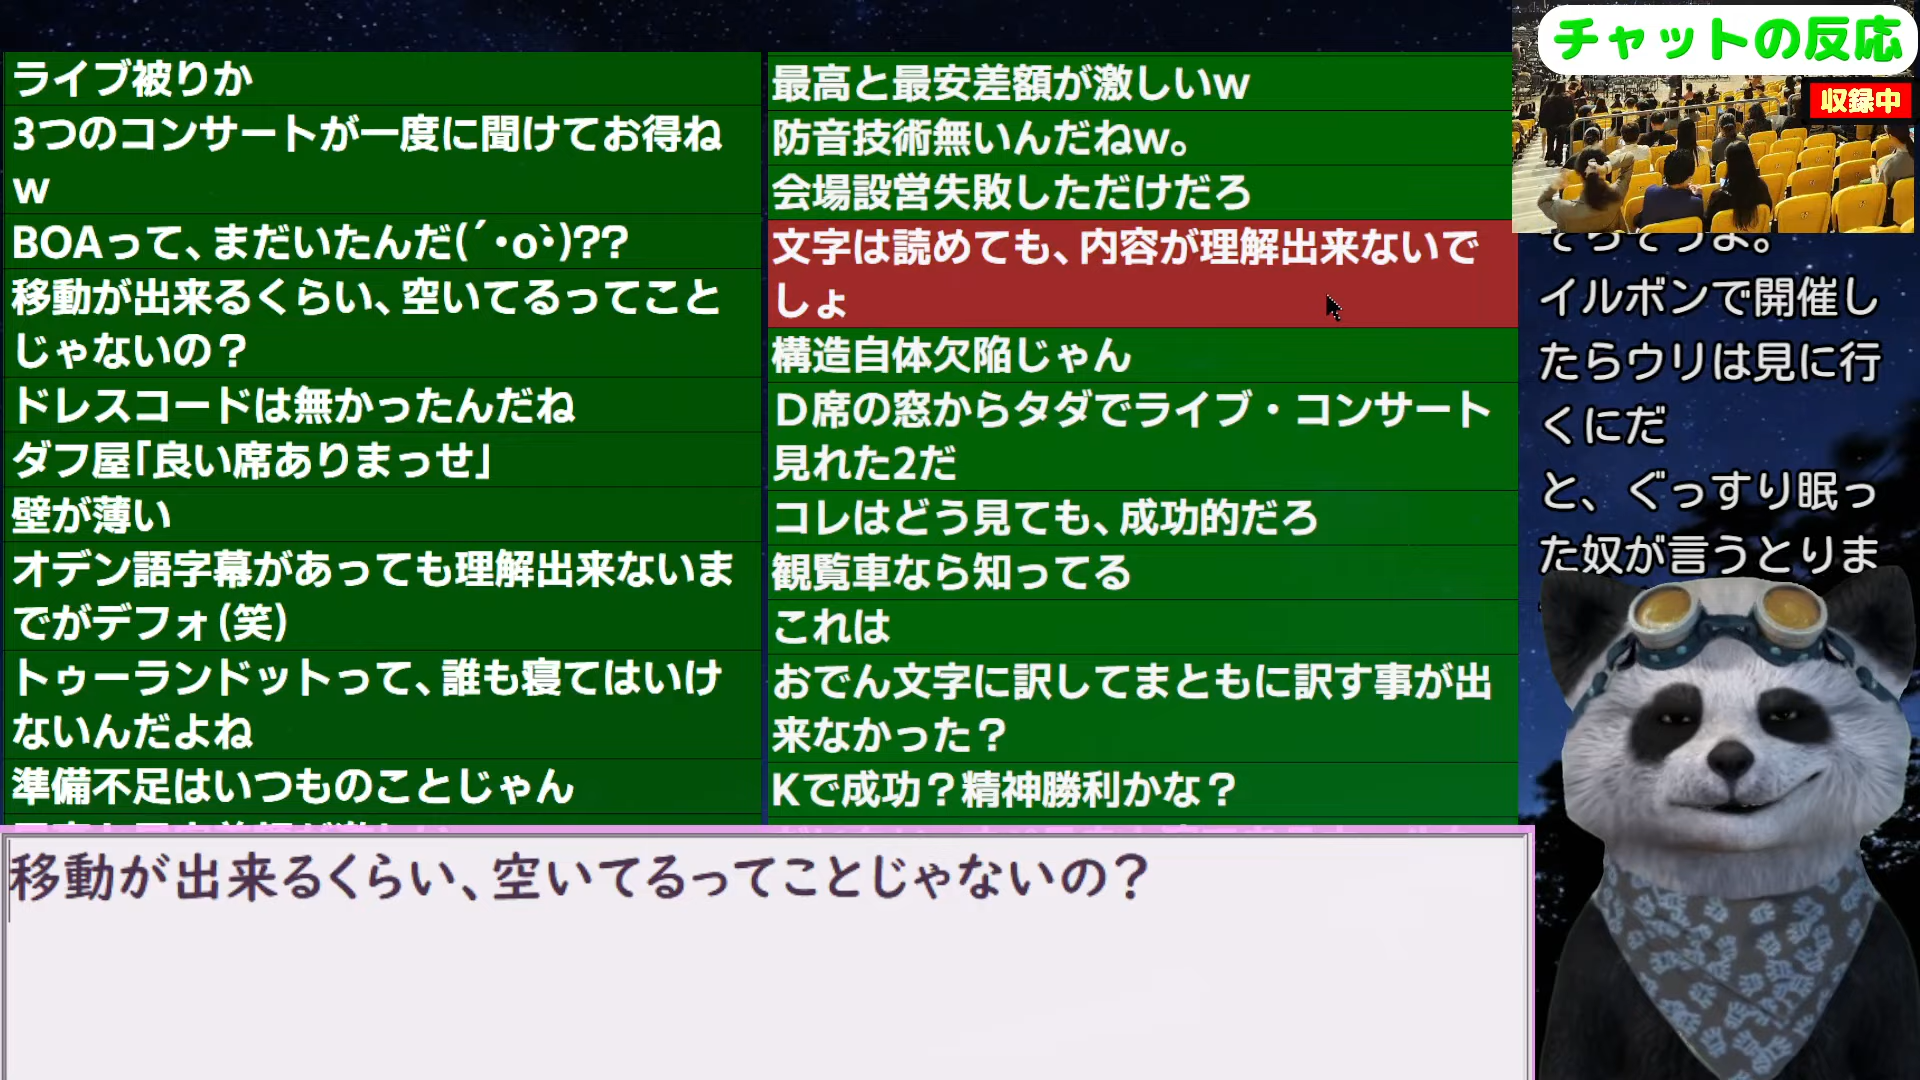 チャットの反応
収録中
ライブ被りか
3つのコンサートが一度に聞けてお得ね
w
BOAって、まだいたんだ(´･o･̀)??
移動が出来るくらい、空いてるってこと
じゃないの？
ドレスコードは無かったんだね
ダフ屋｢良い席ありまっせ｣
壁が薄い
オデン語字幕があっても理解出来ないま
でがデフォ(笑)
トゥーランドットって、誰も寝てはいけ
ないんだよね
準備不足はいつものことじゃん
最高と最安差額が激しいw
防音技術無いんだねw。
会場設営失敗しただけだろ
文字は読めても、内容が理解出来ないで
しょ
構造自体欠陥じゃん
Ｄ席の窓からタダでライブ・コンサート
見れた2だ
コレはどう見ても、成功的だろ
観覧車なら知ってる
これは
おでん文字に訳してまともに訳す事が出
来なかった？
Kで成功？精神勝利かな？
イルボンで開催し
たらウリは見に行
くにだ
と、ぐっすり眠っ
た奴が言うとりま
移動が出来るくらい、空いてるってことじゃないの？